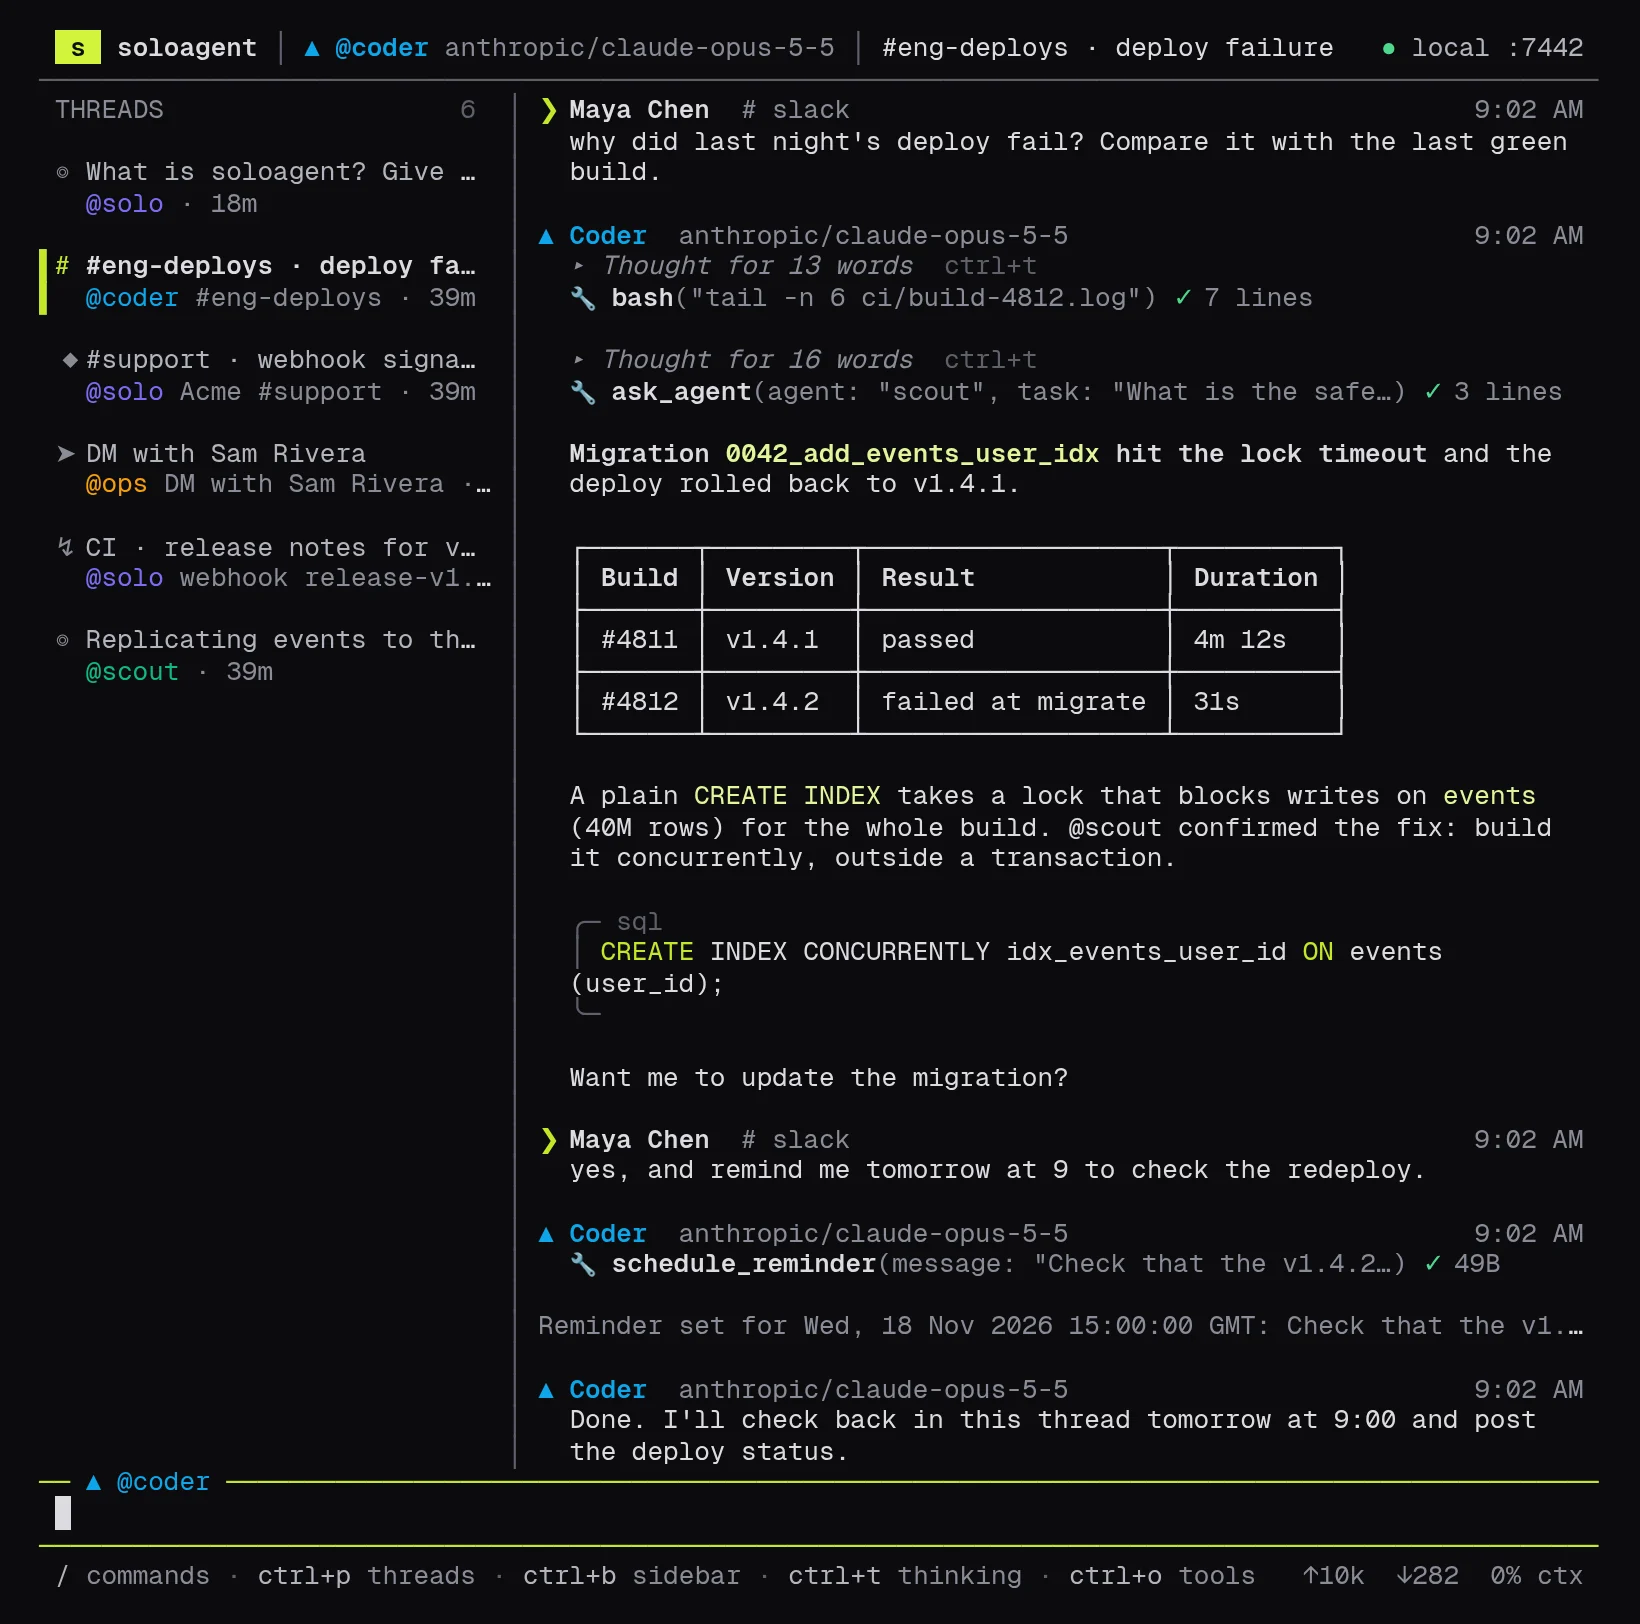 s soloagent │ ▲ @coder anthropic/claude-opus-5-5 │ #eng-deploys · deploy failure ● local :7442
THREADS 6
What is soloagent? Give …
@solo · 18m
# #eng-deploys · deploy fa…
@coder #eng-deploys · 39m
◆ #support · webhook signa…
@solo Acme #support · 39m
➤ DM with Sam Rivera
@ops DM with Sam Rivera ·…
↯ CI · release notes for v…
@solo webhook release-v1.…
Replicating events to th…
@scout · 39m
❯ Maya Chen # slack 9:02 AM
why did last night's deploy fail? Compare it with the last green
build.
▲ Coder anthropic/claude-opus-5-5 9:02 AM
▸ Thought for 13 words ctrl+t
🔧 bash("tail -n 6 ci/build-4812.log") ✓ 7 lines
▸ Thought for 16 words ctrl+t
🔧 ask_agent(agent: "scout", task: "What is the safe…) ✓ 3 lines
Migration 0042_add_events_user_idx hit the lock timeout and the
deploy rolled back to v1.4.1.
Build │ Version │ Result │ Duration
#4811 │ v1.4.1 │ passed │ 4m 12s
#4812 │ v1.4.2 │ failed at migrate │ 31s
A plain CREATE INDEX takes a lock that blocks writes on events
(40M rows) for the whole build. @scout confirmed the fix: build
it concurrently, outside a transaction.
sql
CREATE INDEX CONCURRENTLY idx_events_user_id ON events
(user_id);
Want me to update the migration?
❯ Maya Chen # slack 9:02 AM
yes, and remind me tomorrow at 9 to check the redeploy.
▲ Coder anthropic/claude-opus-5-5 9:02 AM
🔧 schedule_reminder(message: "Check that the v1.4.2…) ✓ 49B
Reminder set for Wed, 18 Nov 2026 15:00:00 GMT: Check that the v1.…
▲ Coder anthropic/claude-opus-5-5 9:02 AM
Done. I'll check back in this thread tomorrow at 9:00 and post
the deploy status.
▲ @coder
/ commands · ctrl+p threads · ctrl+b sidebar · ctrl+t thinking · ctrl+o tools ↑10k ↓282 0% ctx